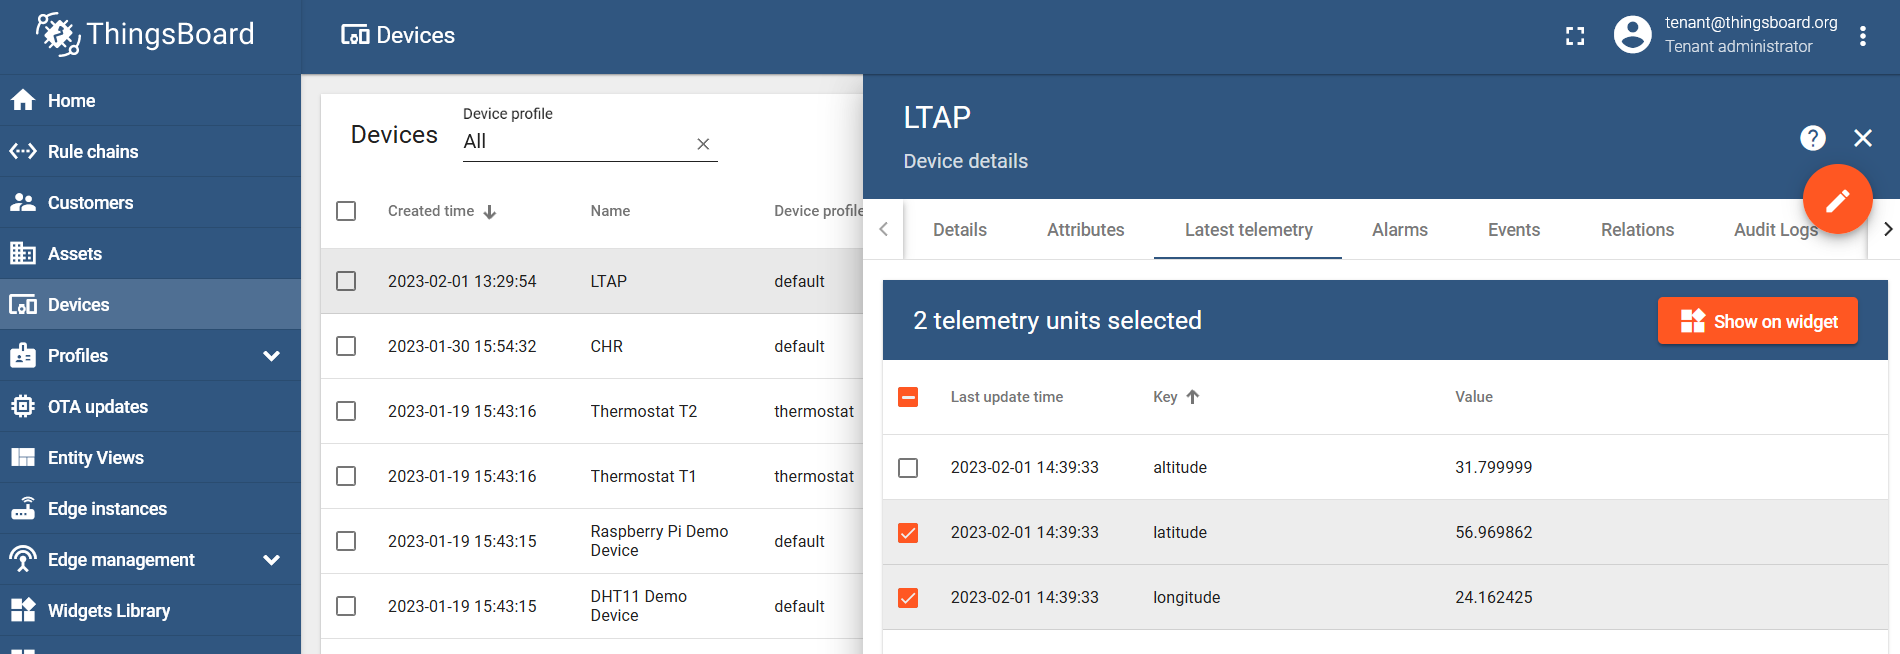 ThingsBoard
Devices
tenant@thingsboard.org
Tenant administrator
Home
Rule chains
Customers
Assets
Devices
Profiles
OTA updates
Entity Views
Edge instances
Edge management
Widgets Library
Devices
Device profile
All
Created time Name Device profile
2023-02-01 13:29:54 LTAP default
2023-01-30 15:54:32 CHR default
2023-01-19 15:43:16 Thermostat T2 thermostat
2023-01-19 15:43:16 Thermostat T1 thermostat
2023-01-19 15:43:15 Raspberry Pi Demo Device default
2023-01-19 15:43:15 DHT11 Demo Device default
LTAP
Device details
Details Attributes Latest telemetry Alarms Events Relations Audit Logs
2 telemetry units selected
Show on widget
Last update time Key Value
2023-02-01 14:39:33 altitude 31.799999
2023-02-01 14:39:33 latitude 56.969862
2023-02-01 14:39:33 longitude 24.162425